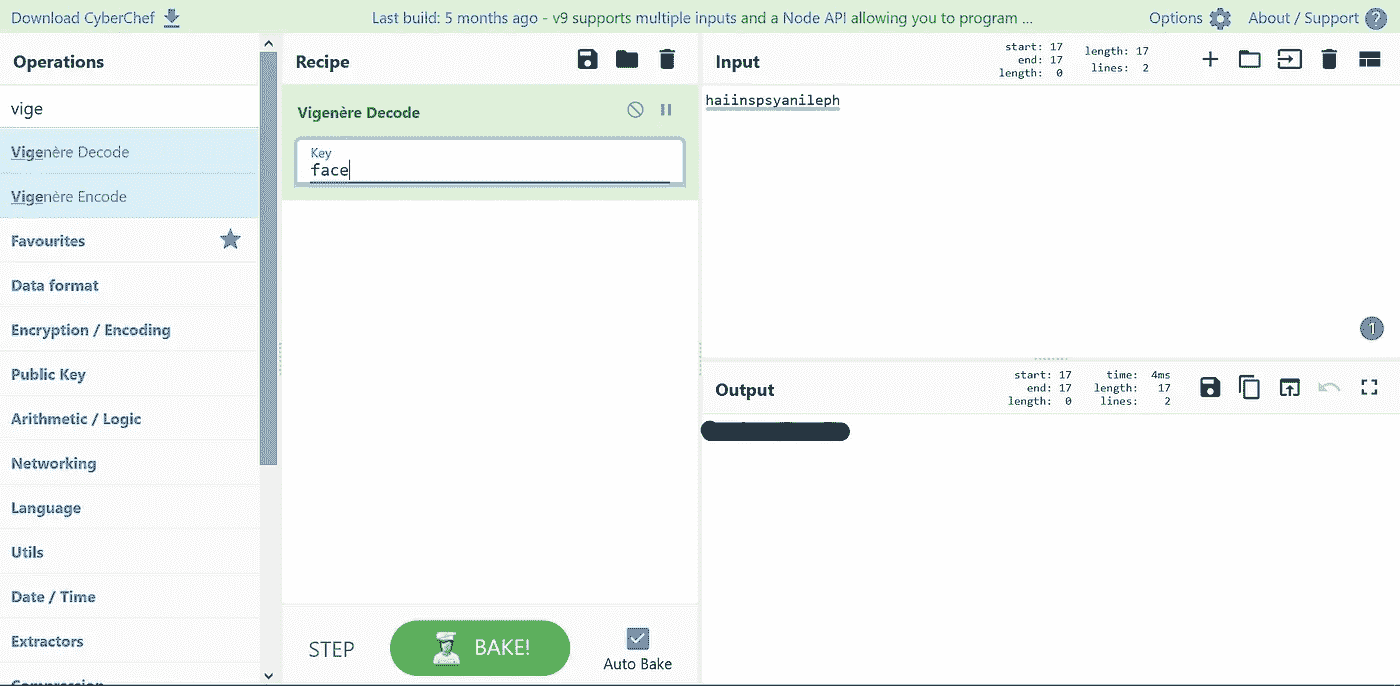 Download CyberChef
Last build: 5 months ago - v9 supports multiple inputs and a Node API allowing you to program ...
Options
About / Support
Operations
vige
Vigenère Decode
Vigenère Encode
Favourites
Data format
Encryption / Encoding
Public Key
Arithmetic / Logic
Networking
Language
Utils
Date / Time
Extractors
Compression
Recipe
Vigenère Decode
Key
face
STEP
BAKE!
Auto Bake
Input
start: 17
end: 17
length: 0
length: 17
lines: 2
haiinspsyanileph
1
Output
start: 17
end: 17
length: 0
time: 4ms
length: 17
lines: 2